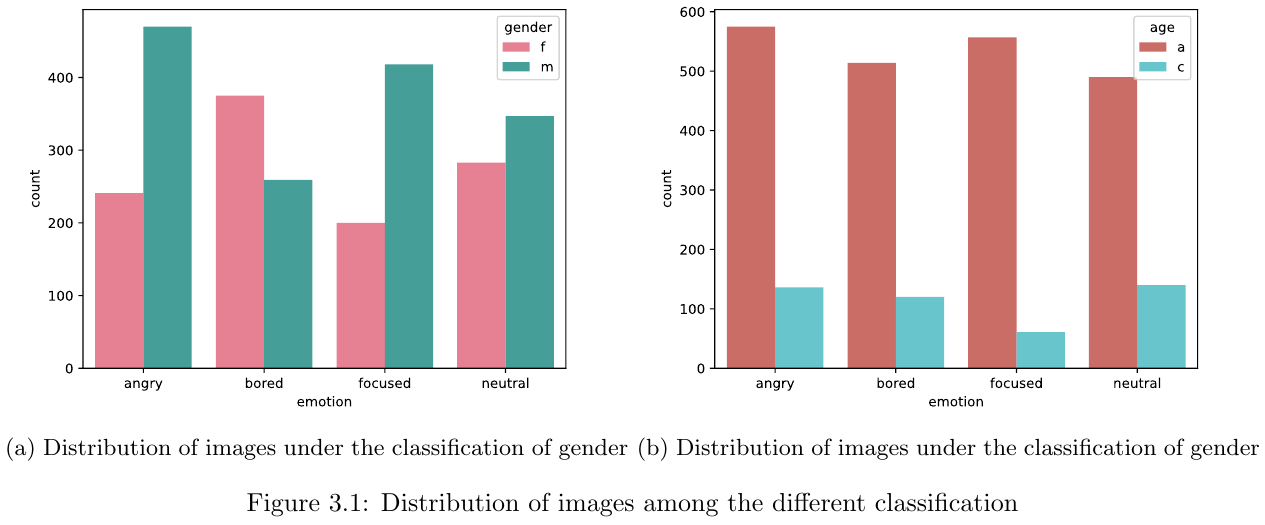 gender
f
m
400
300
200
100
0
count
angry bored focused neutral
emotion
age
a
c
600
500
400
300
200
100
0
count
angry bored focused neutral
emotion
(a) Distribution of images under the classification of gender
(b) Distribution of images under the classification of gender
Figure 3.1: Distribution of images among the different classification